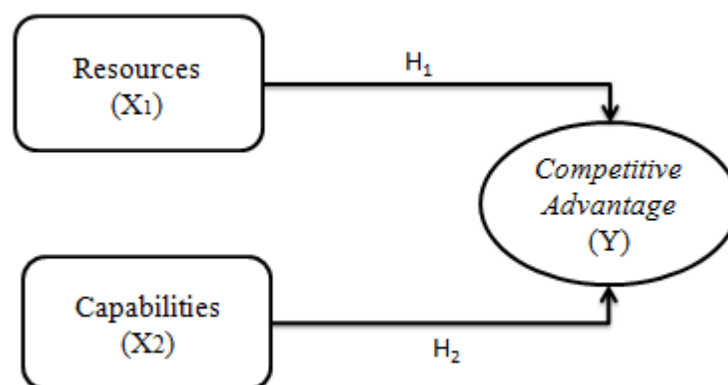 Resources
(X1)
H1
Competitive
Advantage
(Y)
Capabilities
(X2)
H2